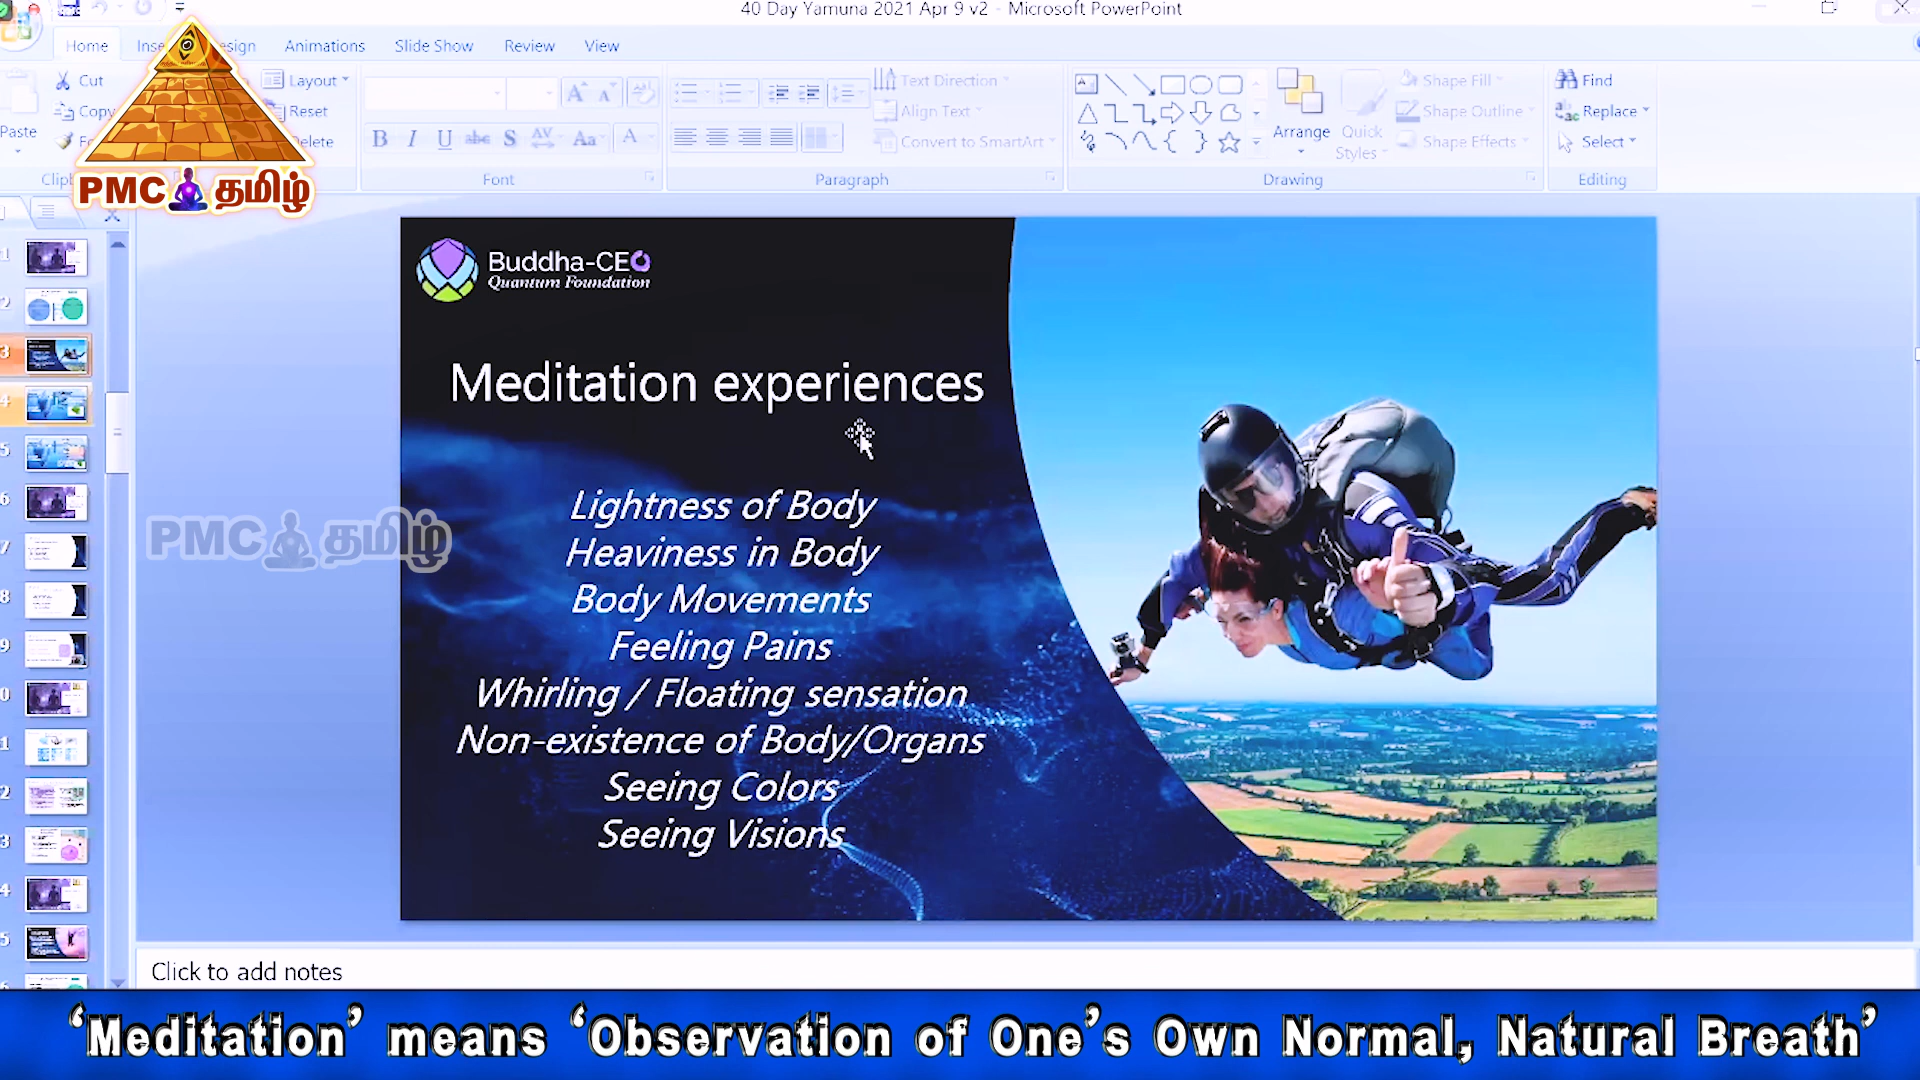 40 Day Yamuna 2021 Apr 9 v2 - Microsoft PowerPoint
Home Animations Slide Show Review View
Cut Layout Text Direction Shape Fill Find
Copy Reset Align Text Shape Outline Replace
Paste B I U abc S AV Aa A Convert to SmartArt Arrange Quick Styles Shape Effects Select
Font Paragraph Drawing Editing
PMC தமிழ்
Buddha-CEO
Quantum Foundation
Meditation experiences
Lightness of Body
Heaviness in Body
Body Movements
Feeling Pains
Whirling / Floating sensation
Non-existence of Body/Organs
Seeing Colors
Seeing Visions
PMC தமிழ்
Click to add notes
‘Meditation’ means ‘Observation of One’s Own Normal, Natural Breath’